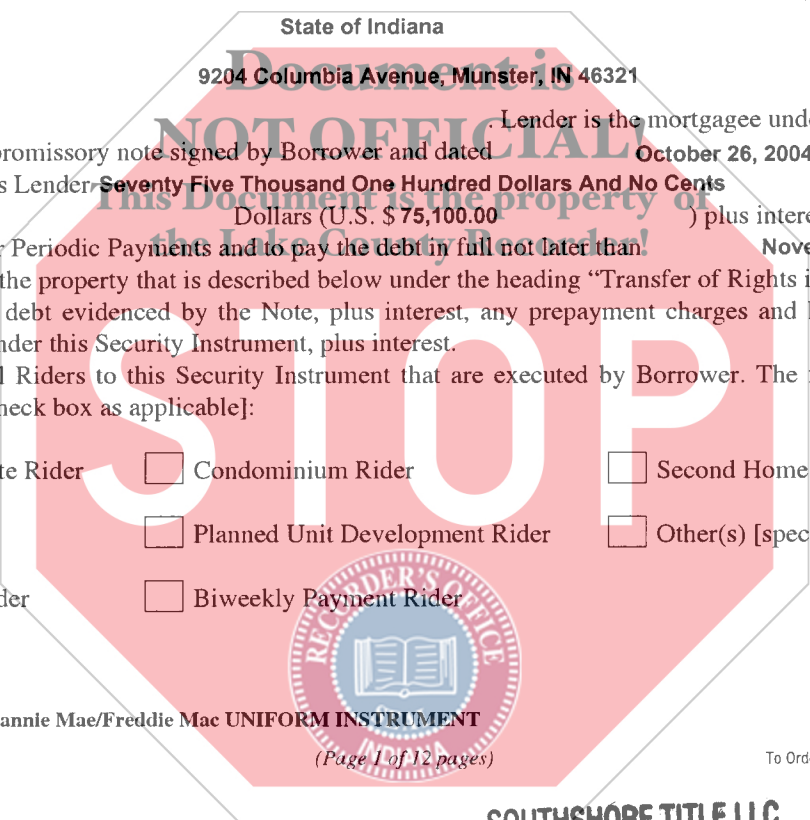 State of Indiana
Document is
9204 Columbia Avenue, Munster, IN 46321
. Lender is the mortgagee und
NOT OFFICIAL!
promissory note signed by Borrower and dated October 26, 2004
s Lender Seventy Five Thousand One Hundred Dollars And No Cents
This Document is the property of
Dollars (U.S. $ 75,100.00 ) plus intere
r Periodic Payments and to pay the debt in full not later than Nove
the Lake County Recorder!
the property that is described below under the heading “Transfer of Rights i
debt evidenced by the Note, plus interest, any prepayment charges and
nder this Security Instrument, plus interest.
l Riders to this Security Instrument that are executed by Borrower. The
heck box as applicable]:
STOP
te Rider Condominium Rider Second Home
Planned Unit Development Rider Other(s) [spec
der Biweekly Payment Rider
RECORDER'S OFFICE
INDIANA
annie Mae/Freddie Mac UNIFORM INSTRUMENT
(Page 1 of 12 pages)
To Ord
SOUTHSHORE TITLE LLC